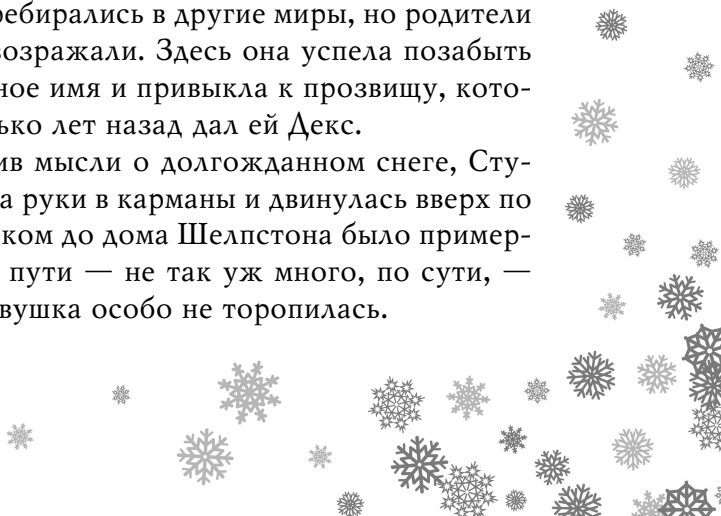 ребирались в другие миры, но родители
возражали. Здесь она успела позабыть
ное имя и привыкла к прозвищу, кото-
ько лет назад дал ей Декс.
ив мысли о долгожданном снеге, Сту-
а руки в карманы и двинулась вверх по
ком до дома Шелпстона было пример-
пути — не так уж много, по сути, —
вушка особо не торопилась.